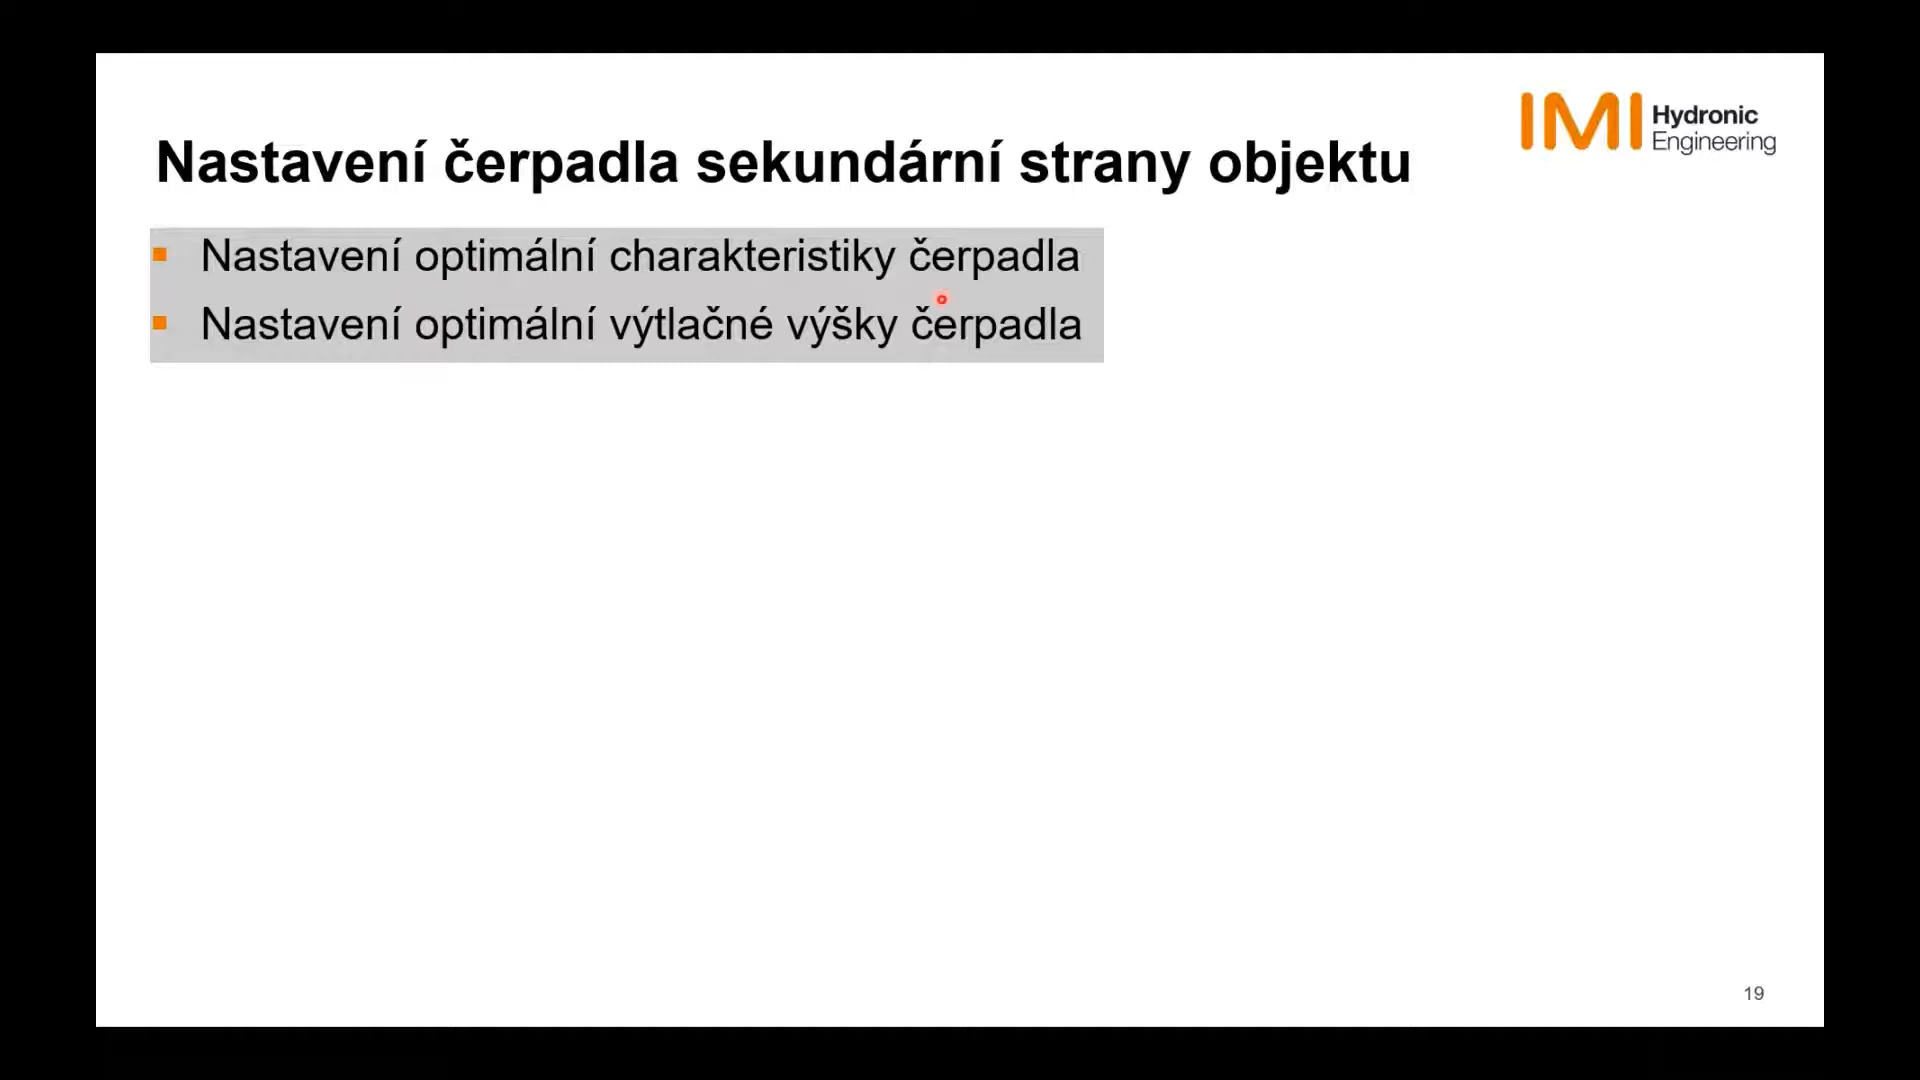 IMI Hydronic
Engineering
Nastavení čerpadla sekundární strany objektu
Nastavení optimální charakteristiky čerpadla
Nastavení optimální výtlačné výšky čerpadla
19